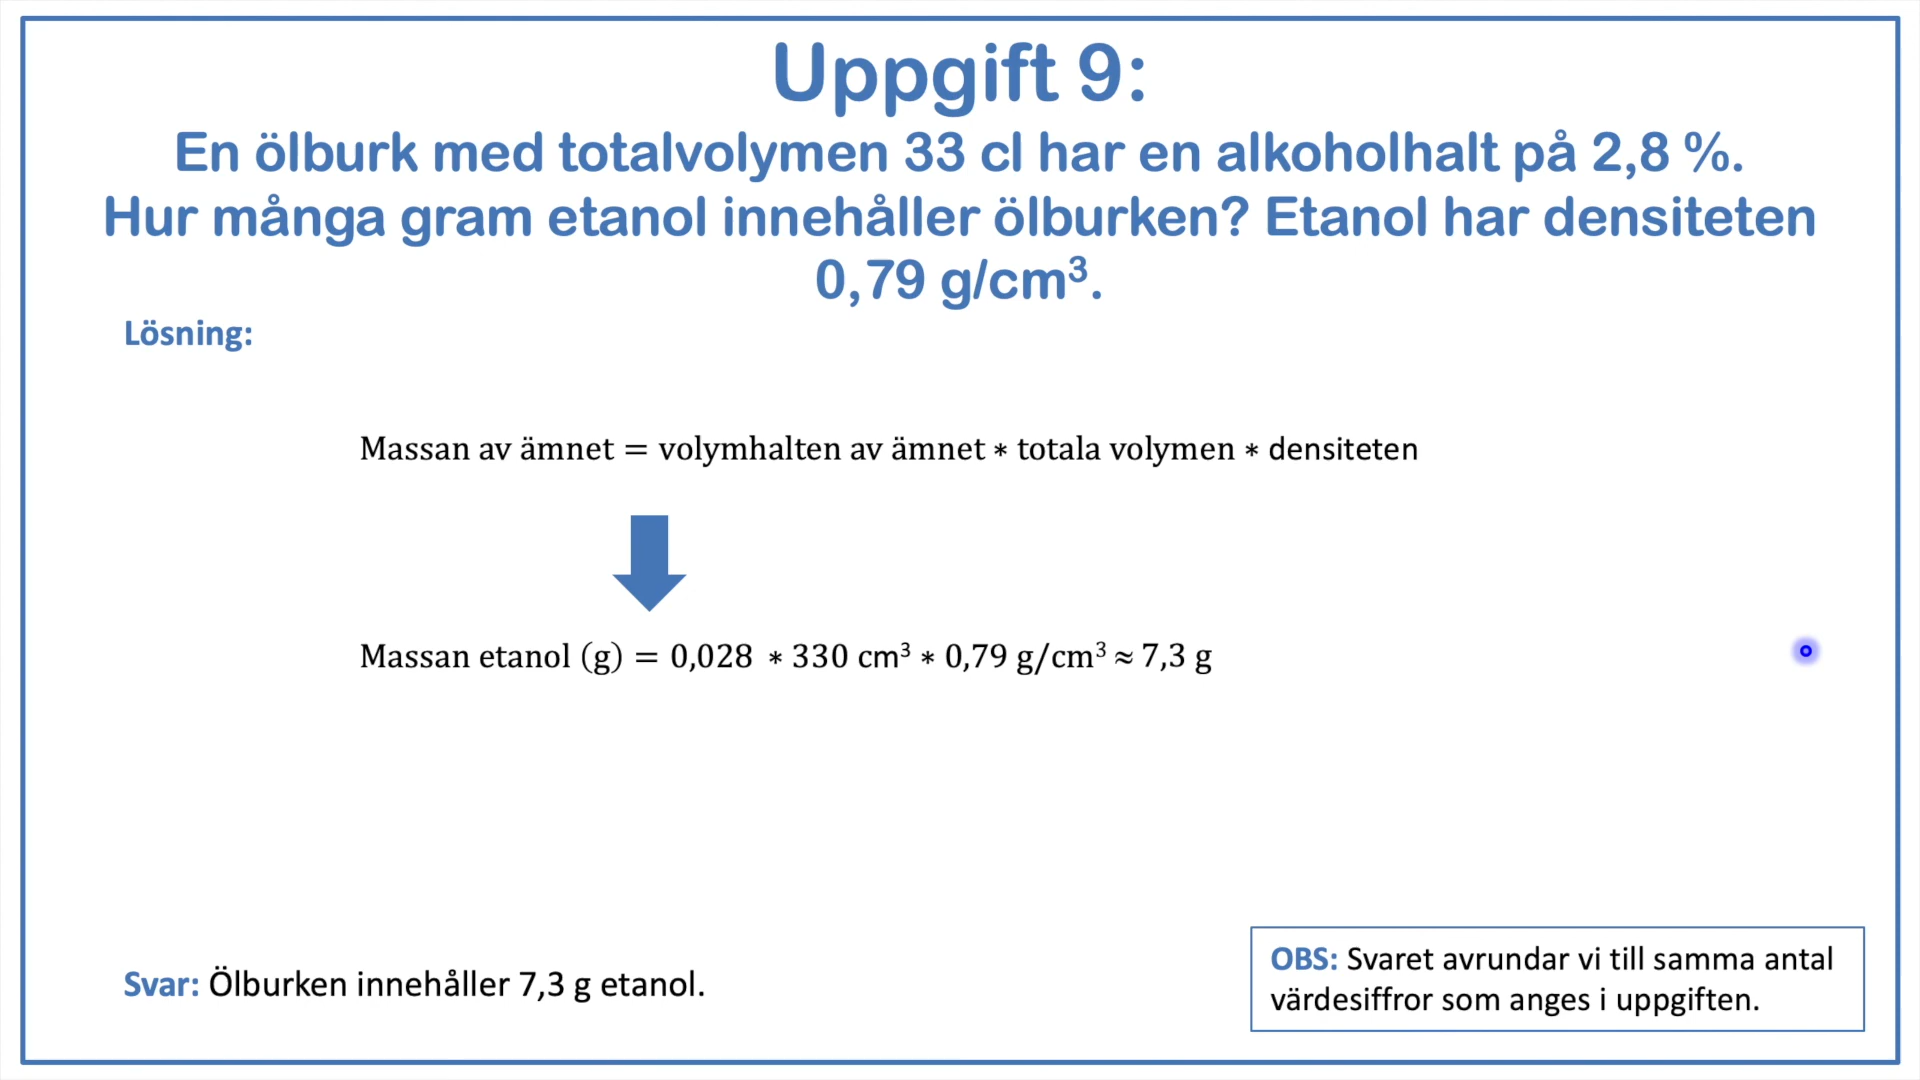 Uppgift 9:
En ölburk med totalvolymen 33 cl har en alkoholhalt på 2,8 %.
Hur många gram etanol innehåller ölburken? Etanol har densiteten
0,79 g/cm³.
Lösning:
Massan av ämnet = volymhalten av ämnet ∗ totala volymen ∗ densiteten
Massan etanol (g) = 0,028 ∗ 330 cm³ ∗ 0,79 g/cm³ ≈ 7,3 g
Svar: Ölburken innehåller 7,3 g etanol.
OBS: Svaret avrundar vi till samma antal
värdesiffror som anges i uppgiften.